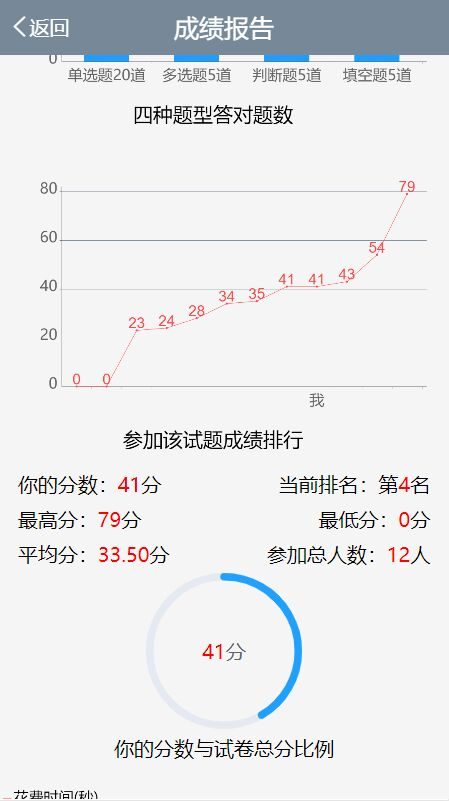 返回
成绩报告
0
单选题20道 多选题5道 判断题5道 填空题5道
四种题型答对题数
80
60
40
20
0
0 0 23 24 28 34 35 41 41 43 54 79
我
参加该试题成绩排行
你的分数：41分 当前排名：第4名
最高分：79分 最低分：0分
平均分：33.50分 参加总人数：12人
41分
你的分数与试卷总分比例
花费时间(秒)